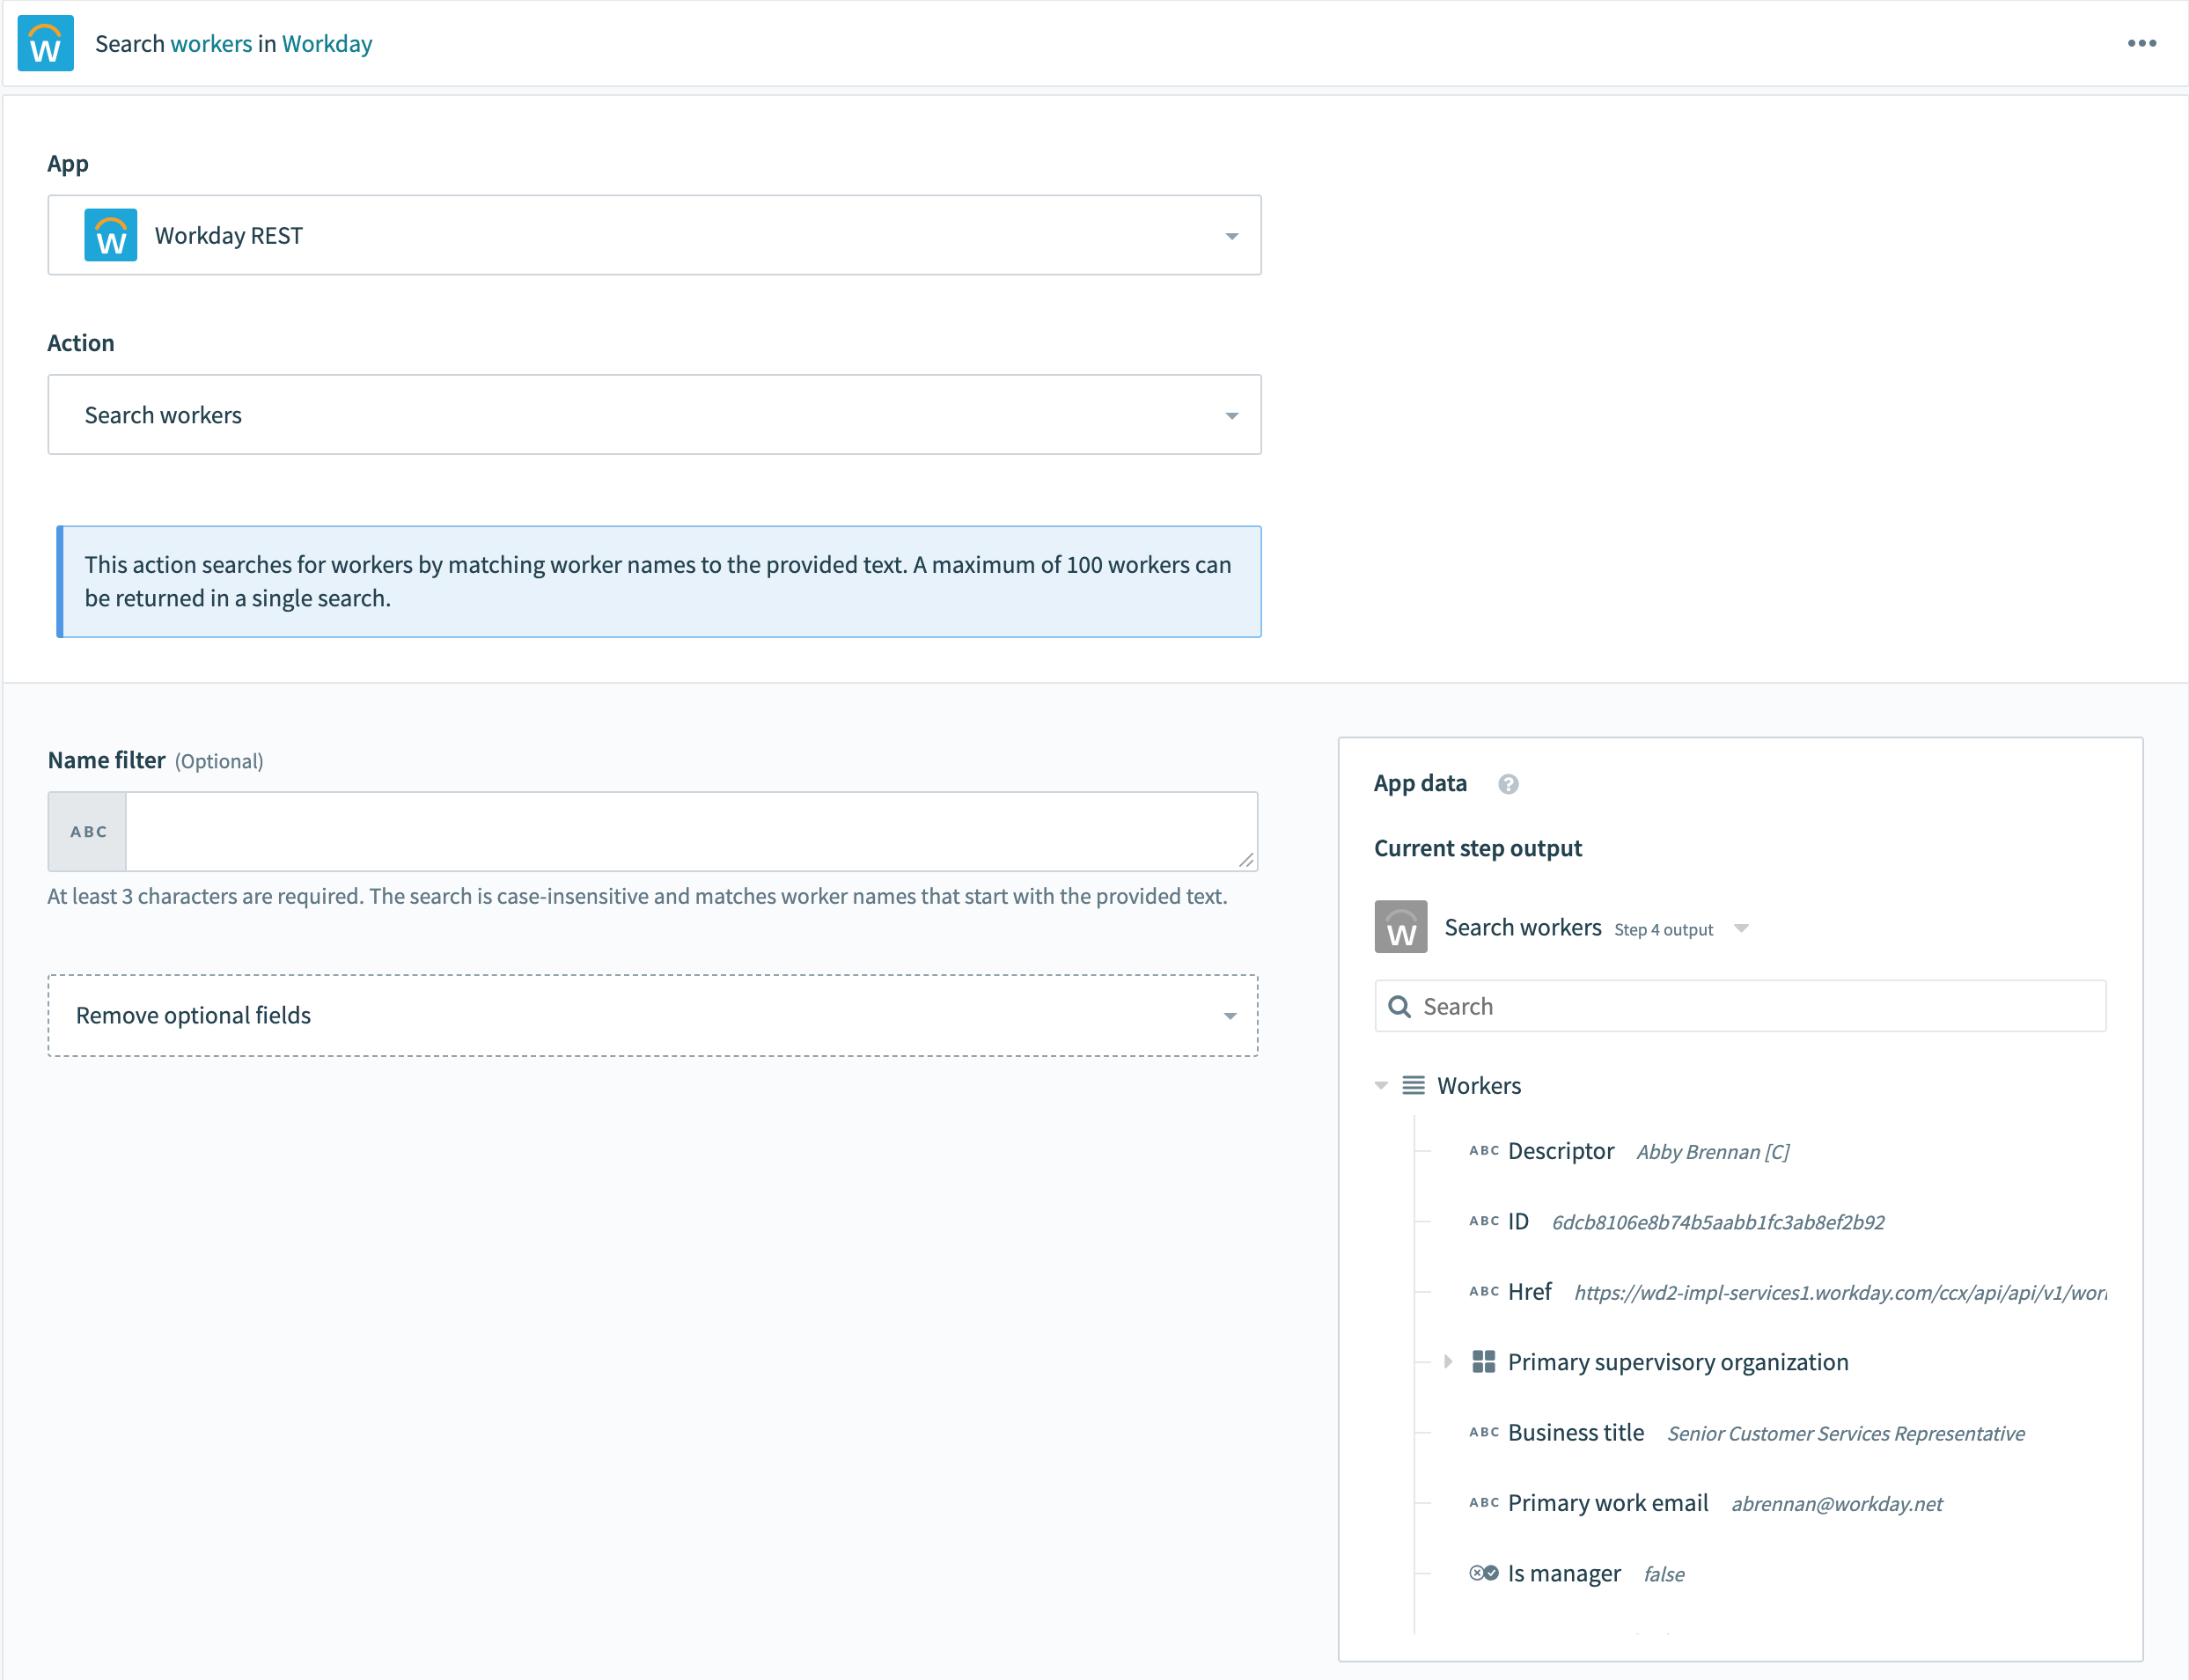 W
Search workers in Workday
App
W
Workday REST
Action
Search workers
This action searches for workers by matching worker names to the provided text. A maximum of 100 workers can
be returned in a single search.
Name filter (Optional)
ABC
At least 3 characters are required. The search is case-insensitive and matches worker names that start with the provided text.
Remove optional fields
App data ?
Current step output
W
Search workers Step 4 output
Search
Workers
ABC Descriptor Abby Brennan [C]
ABC ID 6dcb8106e8b74b5aabb1fc3ab8ef2b92
ABC Href https://wd2-impl-services1.workday.com/ccx/api/api/v1/wor
Primary supervisory organization
ABC Business title Senior Customer Services Representative
ABC Primary work email abrennan@workday.net
Is manager false